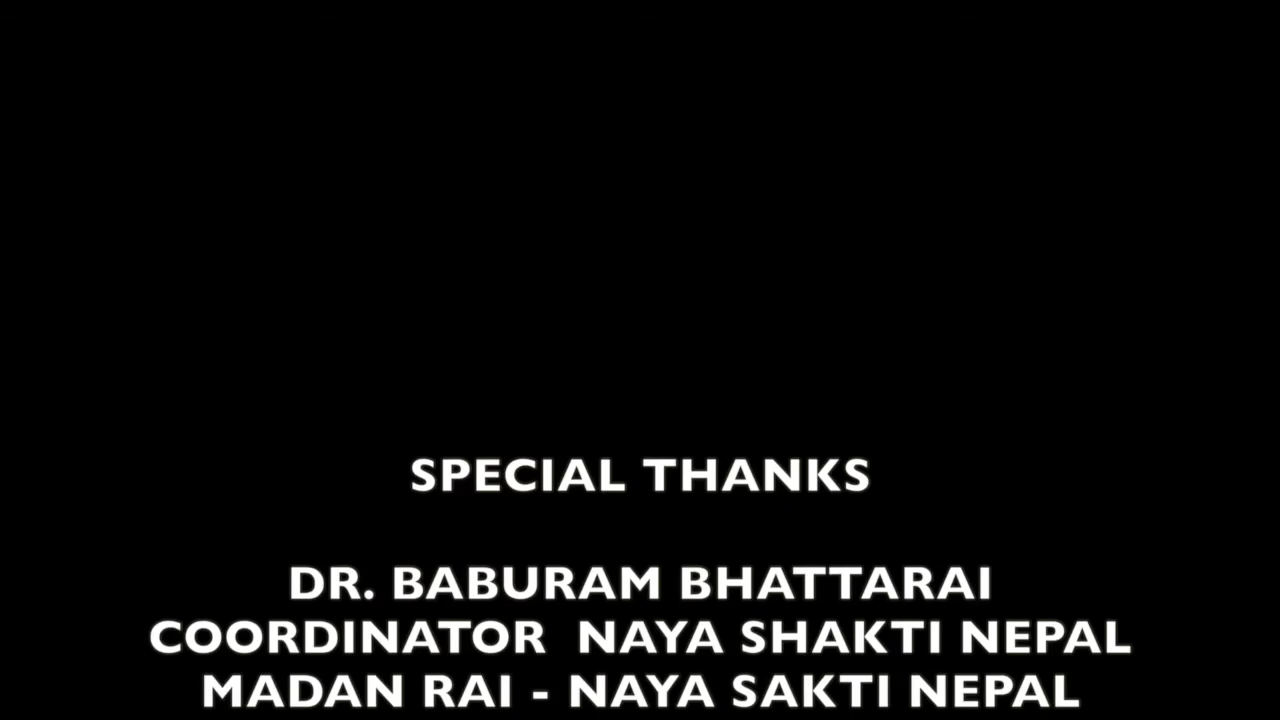 SPECIAL THANKS
DR. BABURAM BHATTARAI
COORDINATOR  NAYA SHAKTI NEPAL
MADAN RAI - NAYA SAKTI NEPAL